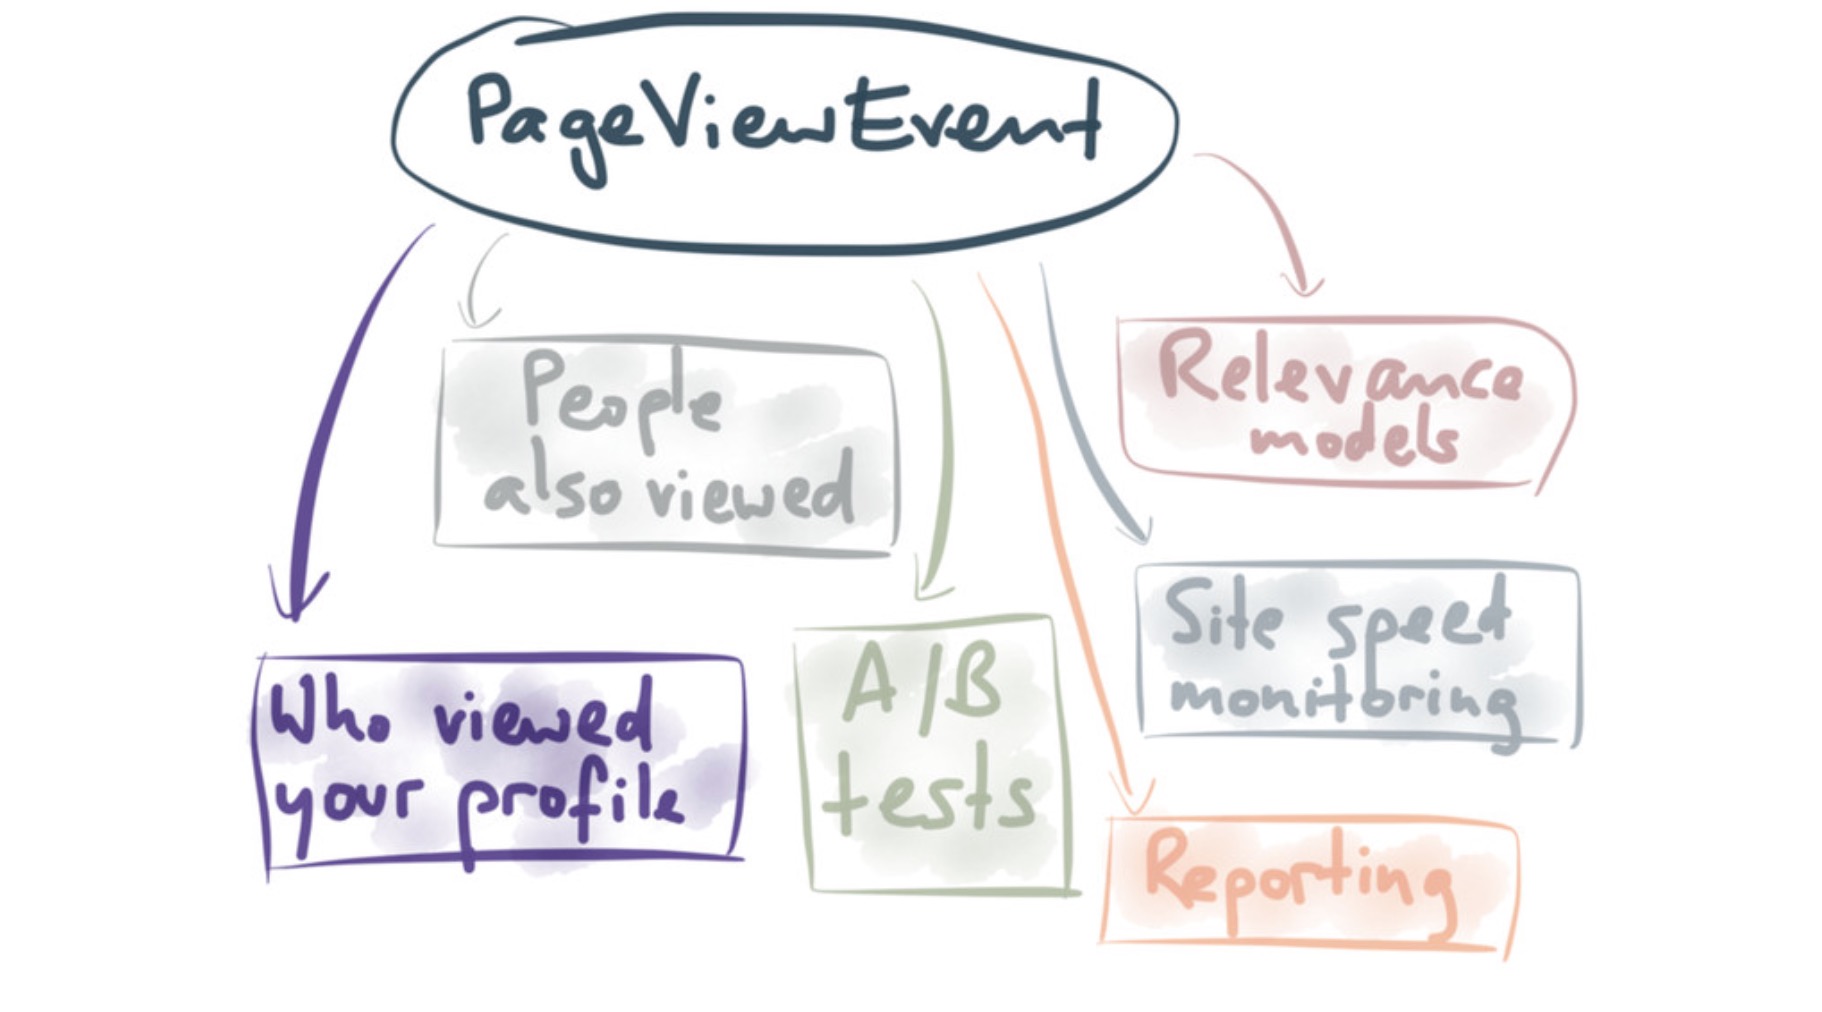 PageViewEvent
People
also viewed
Relevance
models
Who viewed
your profile
A/B
tests
Site speed
monitoring
Reporting